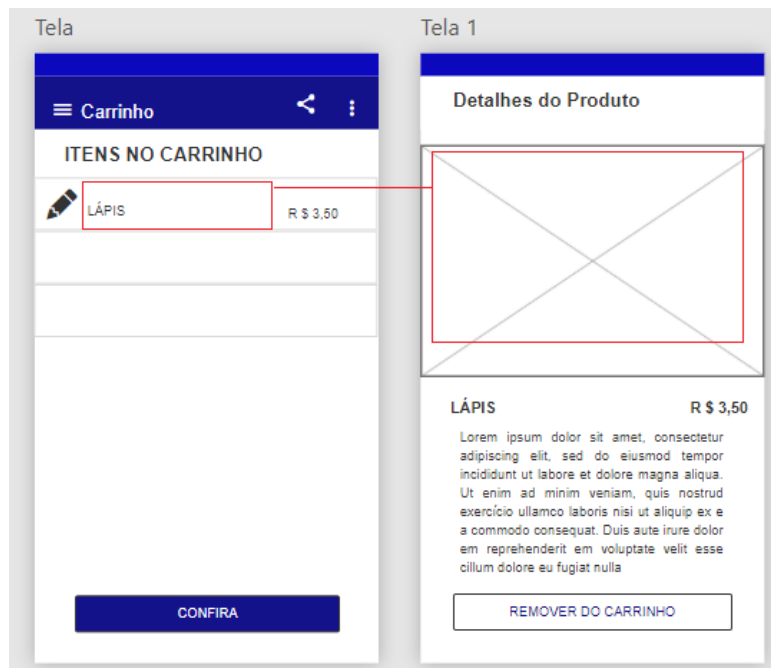 Tela
Carrinho
ITENS NO CARRINHO
LÁPIS
R $ 3,50
CONFIRA
Tela 1
Detalhes do Produto
LÁPIS
R $ 3,50
Lorem ipsum dolor sit amet, consectetur
adipiscing elit, sed do eiusmod tempor
incididunt ut labore et dolore magna aliqua.
Ut enim ad minim veniam, quis nostrud
exercício ullamco laboris nisi ut aliquip ex e
a commodo consequat. Duis aute irure dolor
em reprehenderit em voluptate velit esse
cillum dolore eu fugiat nulla
REMOVER DO CARRINHO